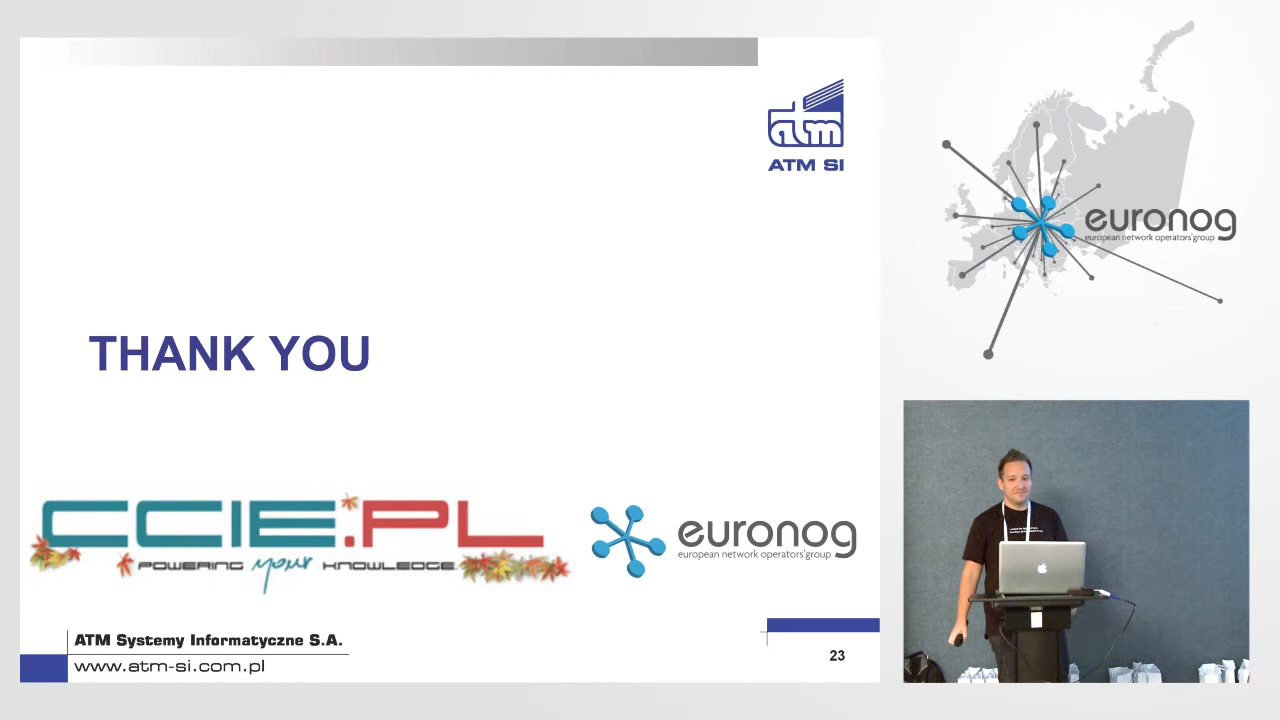 atm
ATM SI
THANK YOU
CCIE.PL
POWERING your KNOWLEDGE
euronog
european network operators' group
ATM Systemy Informatyczne S.A.
www.atm-si.com.pl
23
euronog
european network operators' group